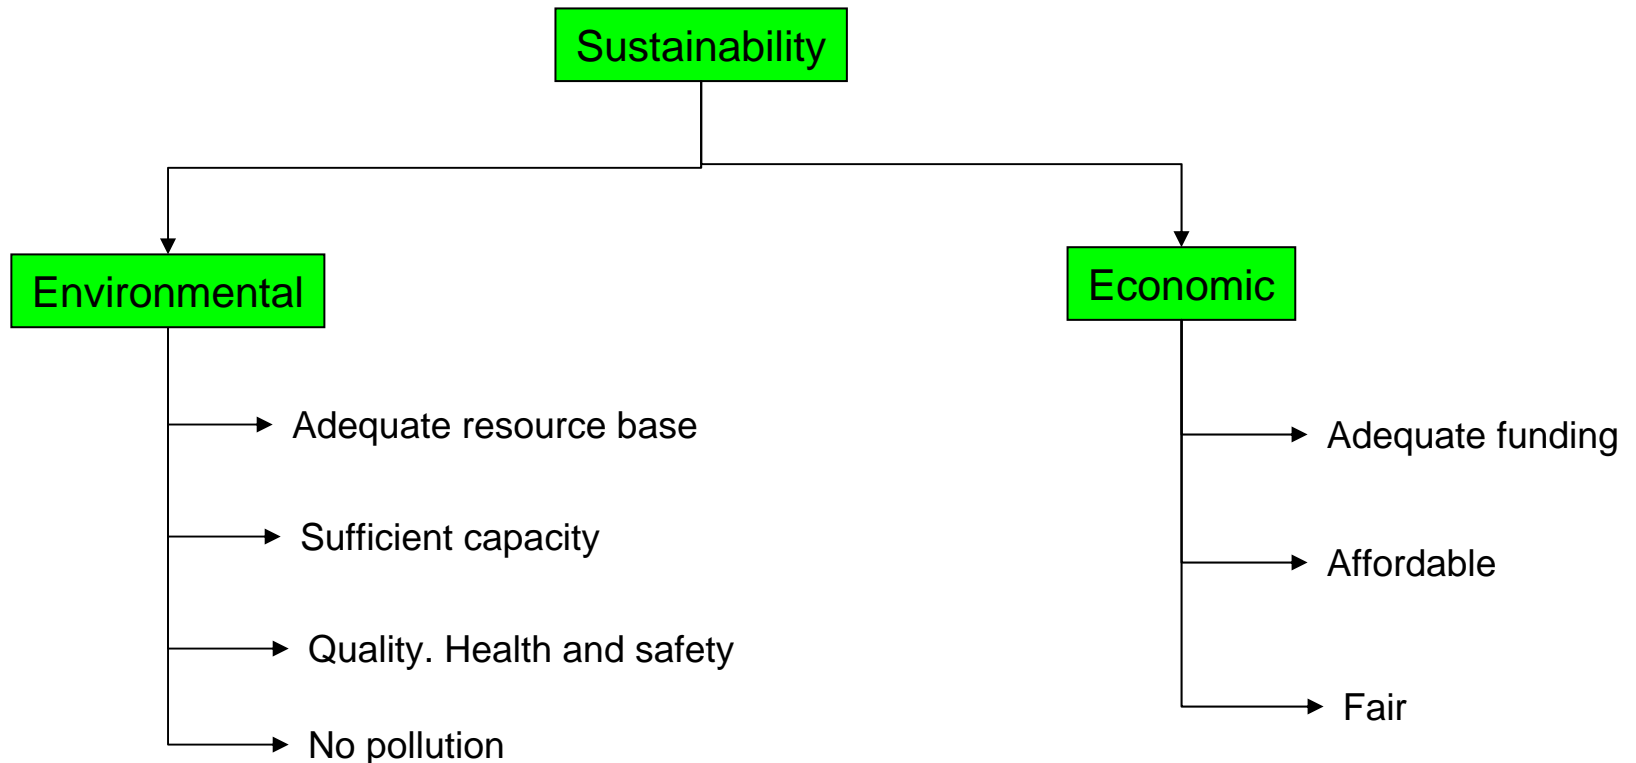 Sustainability
Environmental
Adequate resource base
Sufficient capacity
Quality. Health and safety
No pollution
Economic
Adequate funding
Affordable
Fair